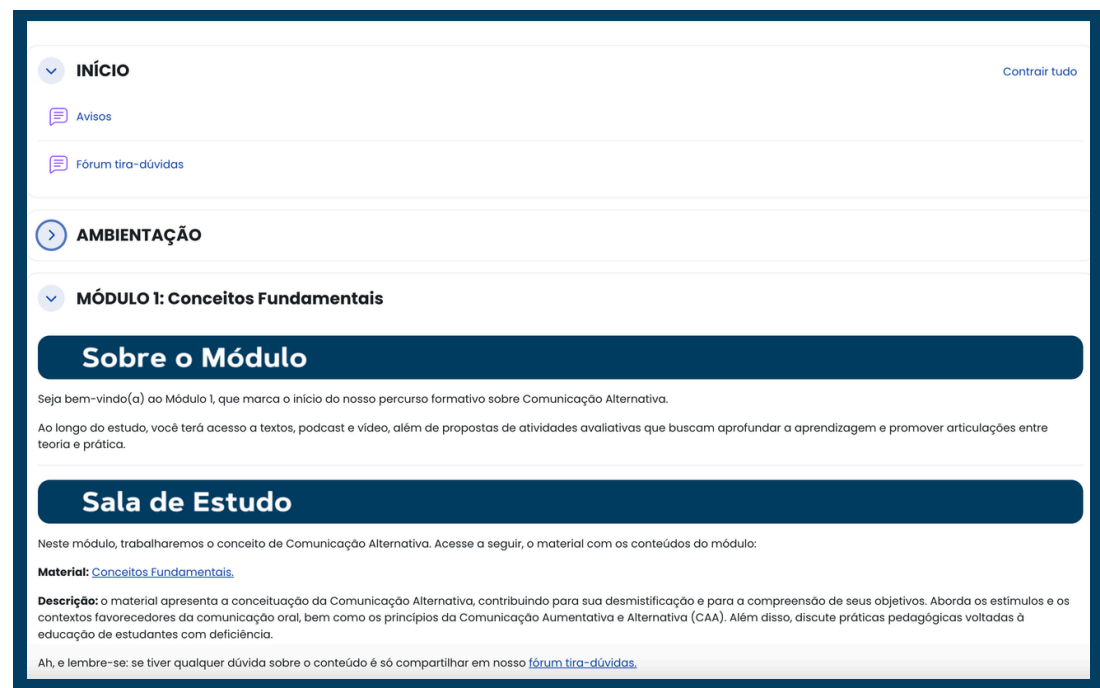 INÍCIO
Contrair tudo
Avisos
Fórum tira-dúvidas
AMBIENTAÇÃO
MÓDULO 1: Conceitos Fundamentais
Sobre o Módulo
Seja bem-vindo(a) ao Módulo 1, que marca o início do nosso percurso formativo sobre Comunicação Alternativa.
Ao longo do estudo, você terá acesso a textos, podcast e vídeo, além de propostas de atividades avaliativas que buscam aprofundar a aprendizagem e promover articulações entre
teoria e prática.
Sala de Estudo
Neste módulo, trabalharemos o conceito de Comunicação Alternativa. Acesse a seguir, o material com os conteúdos do módulo:
Material: Conceitos Fundamentais.
Descrição: o material apresenta a conceituação da Comunicação Alternativa, contribuindo para sua desmistificação e para a compreensão de seus objetivos. Aborda os estímulos e os
contextos favorecedores da comunicação oral, bem como os princípios da Comunicação Aumentativa e Alternativa (CAA). Além disso, discute práticas pedagógicas voltadas à
educação de estudantes com deficiência.
Ah, e lembre-se: se tiver qualquer dúvida sobre o conteúdo é só compartilhar em nosso fórum tira-dúvidas.